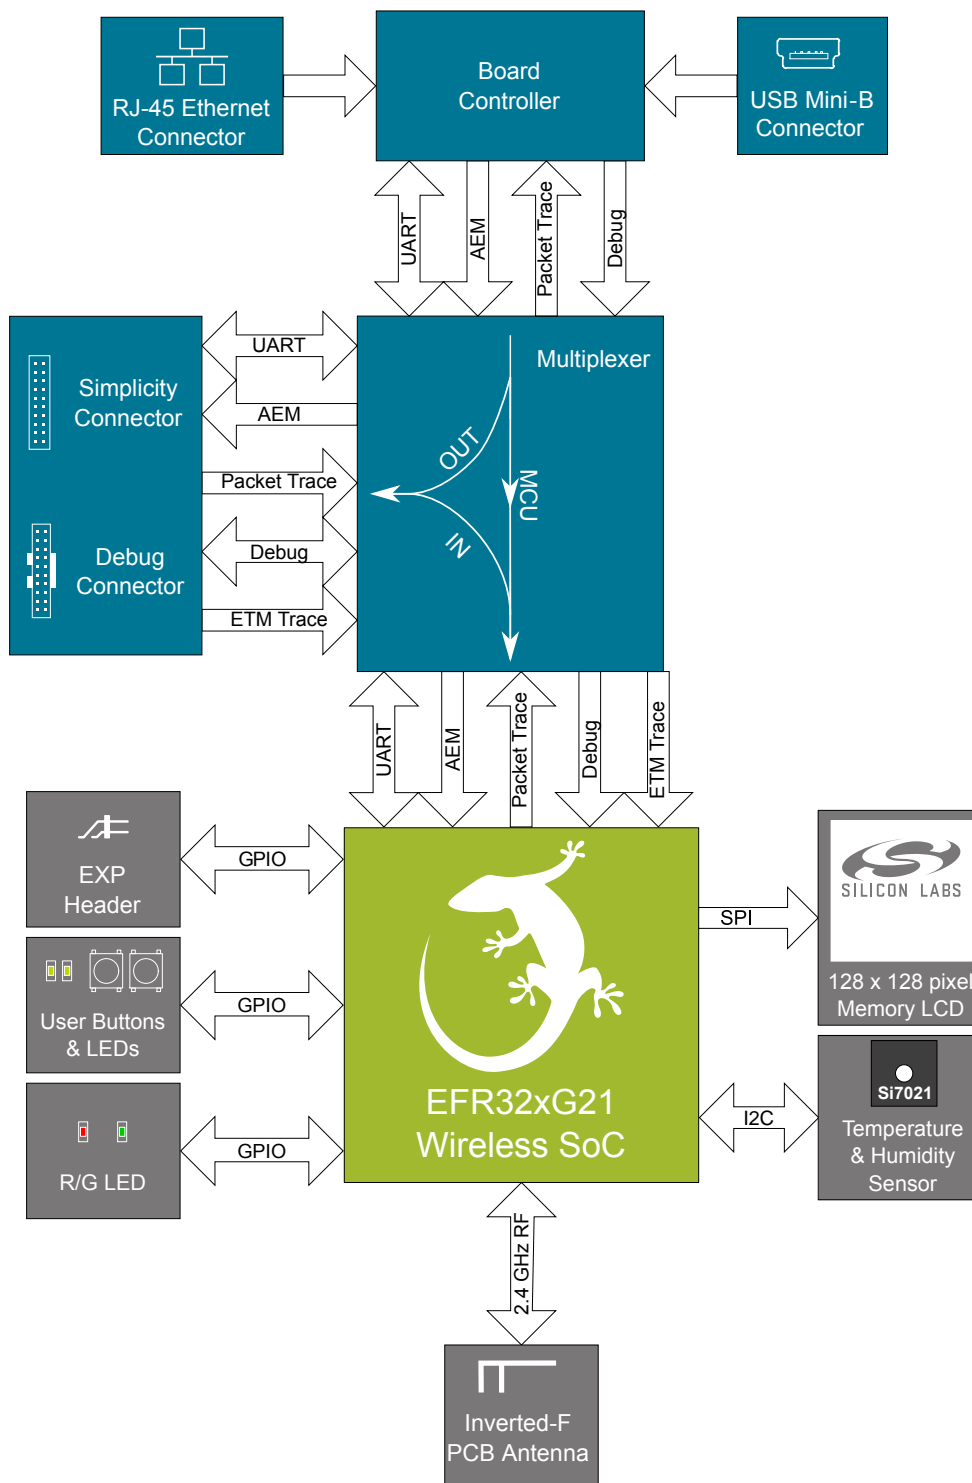 RJ-45 Ethernet
Connector
Board
Controller
USB Mini-B
Connector
UART
AEM
Packet Trace
Debug
Simplicity
Connector
Debug
Connector
UART
AEM
Packet Trace
Debug
ETM Trace
Multiplexer
OUT
MCU
IN
UART
AEM
Packet Trace
Debug
ETM Trace
EXP
Header
GPIO
User Buttons
& LEDs
GPIO
R/G LED
GPIO
EFR32xG21
Wireless SoC
SPI
SILICON LABS
128 x 128 pixel
Memory LCD
I2C
Si7021
Temperature
& Humidity
Sensor
2.4 GHz RF
Inverted-F
PCB Antenna